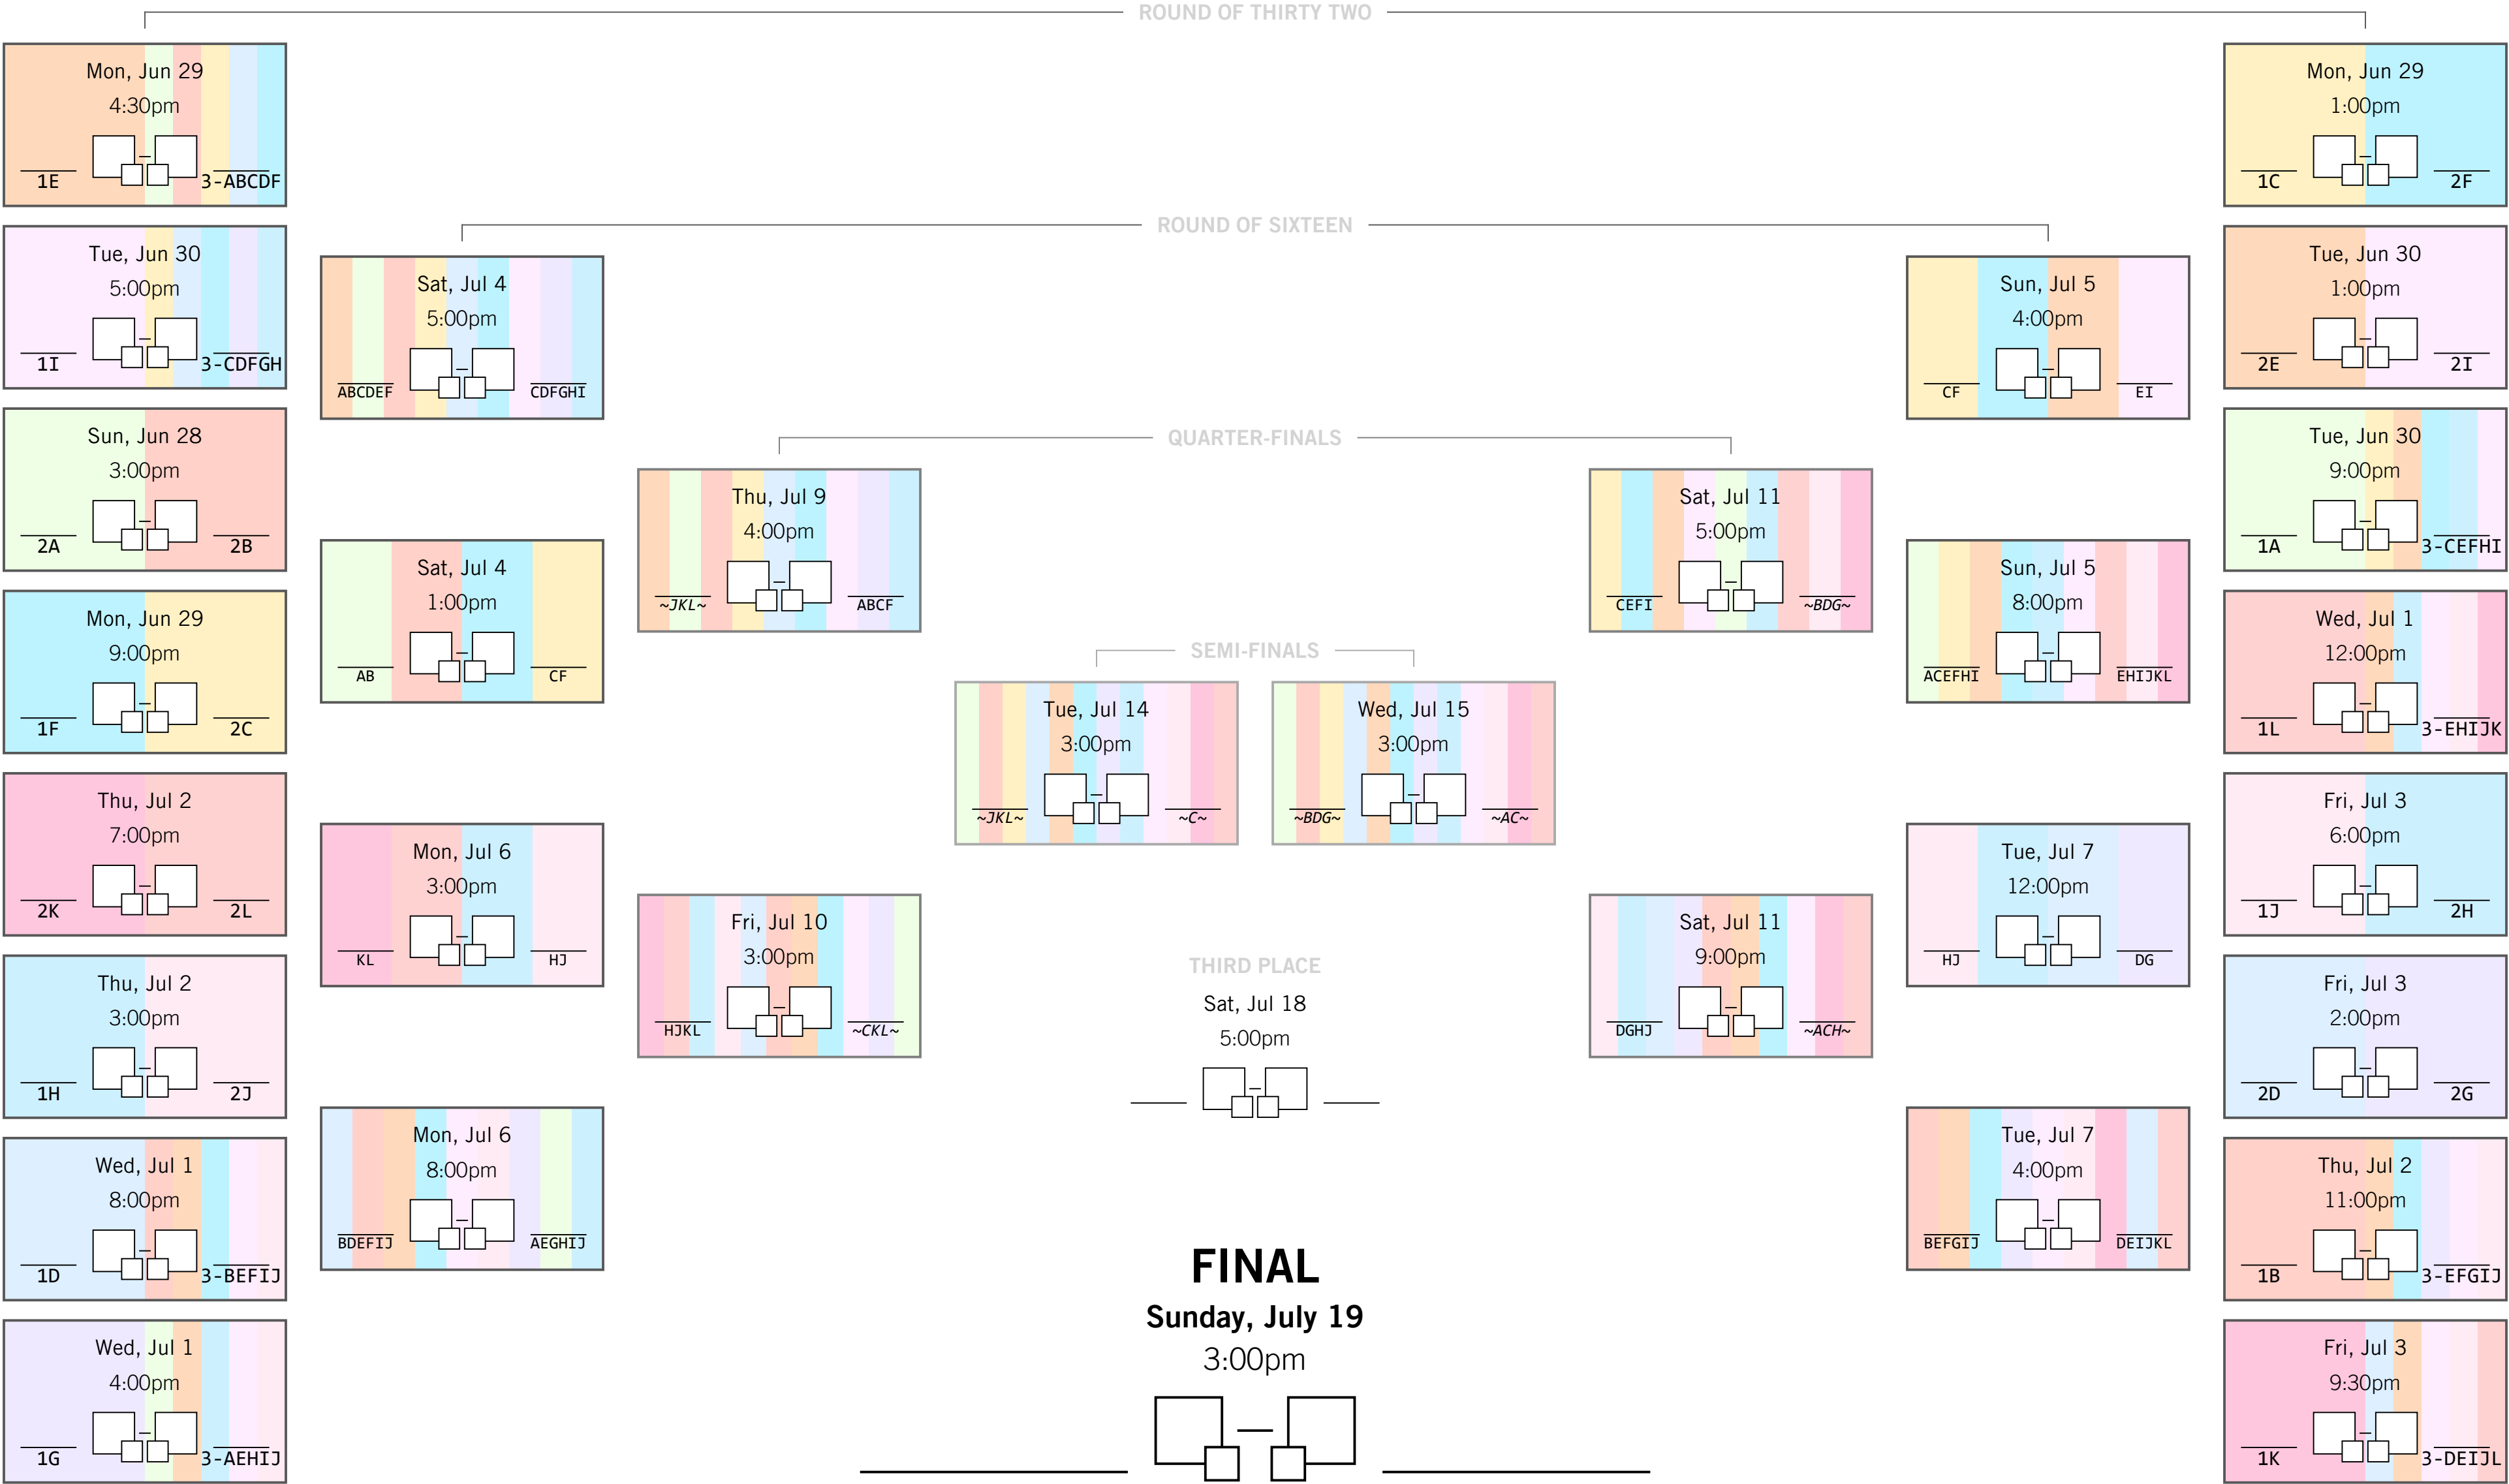 ROUND OF THIRTY TWO
Mon, Jun 29
4:30pm
1E
3-ABCDF
Tue, Jun 30
5:00pm
1I
3-CDFGH
Sun, Jun 28
3:00pm
2A
2B
Mon, Jun 29
9:00pm
1F
2C
Thu, Jul 2
7:00pm
2K
2L
Thu, Jul 2
3:00pm
1H
2J
Wed, Jul 1
8:00pm
1D
3-BEFIJ
Wed, Jul 1
4:00pm
1G
3-AEHIJ
ROUND OF SIXTEEN
Sat, Jul 4
5:00pm
ABCDEF
CDFGHI
Sat, Jul 4
1:00pm
AB
CF
Mon, Jul 6
3:00pm
KL
HJ
Mon, Jul 6
8:00pm
BDEFIJ
AEGHIJ
QUARTER-FINALS
Thu, Jul 9
4:00pm
~JKL~
ABCF
Fri, Jul 10
3:00pm
HJKL
~CKL~
SEMI-FINALS
Tue, Jul 14
3:00pm
~JKL~
~C~
Wed, Jul 15
3:00pm
~BDG~
~AC~
THIRD PLACE
Sat, Jul 18
5:00pm
FINAL
Sunday, July 19
3:00pm
Sat, Jul 11
5:00pm
CEFI
~BDG~
Sat, Jul 11
9:00pm
DGHJ
~ACH~
Sun, Jul 5
4:00pm
CF
EI
Sun, Jul 5
8:00pm
ACEFHI
EHIJKL
Tue, Jul 7
12:00pm
HJ
DG
Tue, Jul 7
4:00pm
BEFGIJ
DEIJKL
Mon, Jun 29
1:00pm
1C
2F
Tue, Jun 30
1:00pm
2E
2I
Tue, Jun 30
9:00pm
1A
3-CEFHI
Wed, Jul 1
12:00pm
1L
3-EHIJK
Fri, Jul 3
6:00pm
1J
2H
Fri, Jul 3
2:00pm
2D
2G
Thu, Jul 2
11:00pm
1B
3-EFGIJ
Fri, Jul 3
9:30pm
1K
3-DEIJL